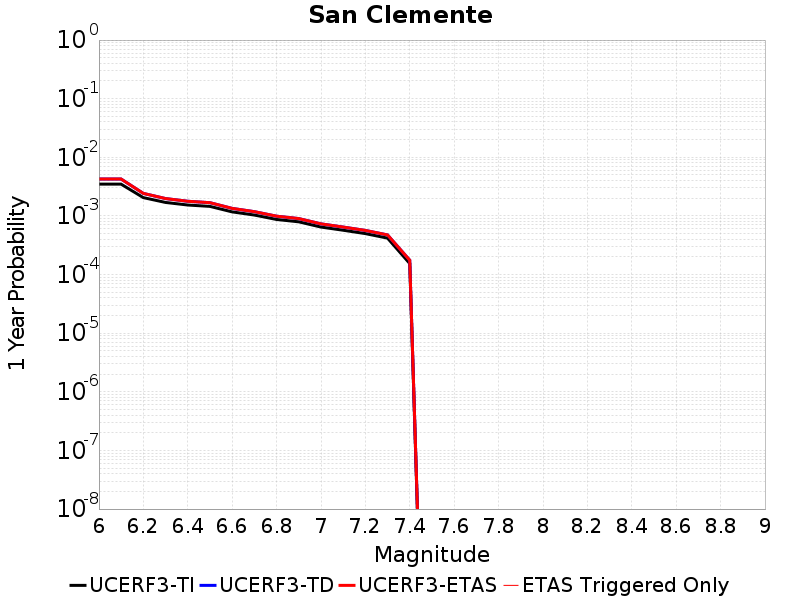 San Clemente
1 Year Probability
10^0
10^-1
10^-2
10^-3
10^-4
10^-5
10^-6
10^-7
10^-8
6 6.2 6.4 6.6 6.8 7 7.2 7.4 7.6 7.8 8 8.2 8.4 8.6 8.8 9
Magnitude
UCERF3-TI UCERF3-TD UCERF3-ETAS ETAS Triggered Only